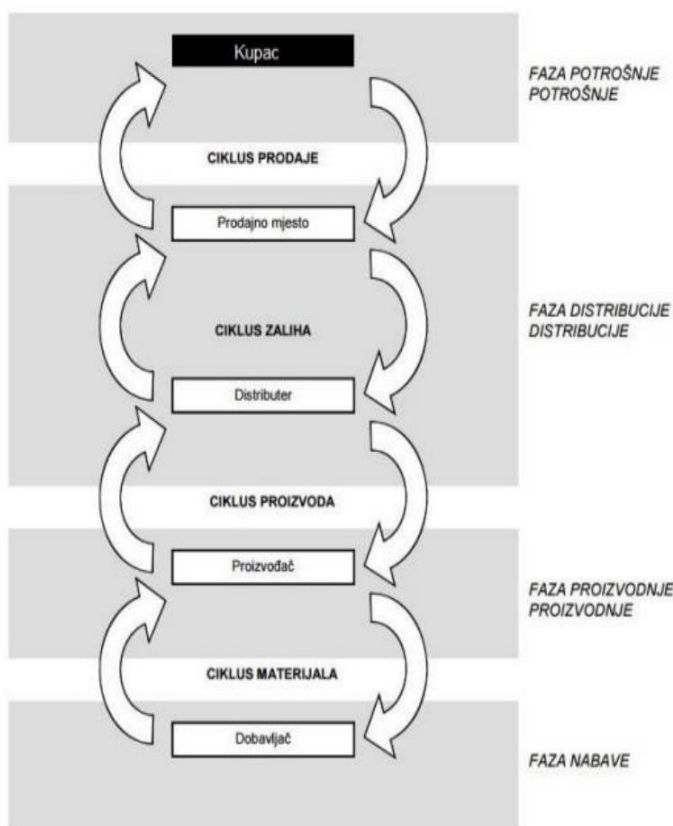 Kupac
FAZA POTROŠNJE
POTROŠNJE
CIKLUS PRODAJE
Prodajno mjesto
CIKLUS ZALIHA
FAZA DISTRIBUCIJE
DISTRIBUCIJE
Distributer
CIKLUS PROIZVODA
Proizvođač
FAZA PROIZVODNJE
PROIZVODNJE
CIKLUS MATERIJALA
Dobavljač
FAZA NABAVE